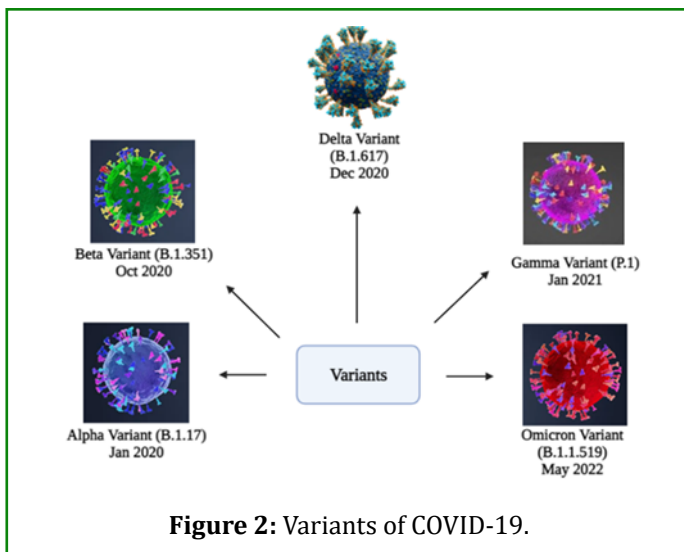 Delta Variant
(B.1.617)
Dec 2020
Beta Variant (B.1.351)
Oct 2020
Gamma Variant (P.1)
Jan 2021
Variants
Alpha Variant (B.1.17)
Jan 2020
Omicron Variant
(B.1.1.519)
May 2022
Figure 2: Variants of COVID-19.